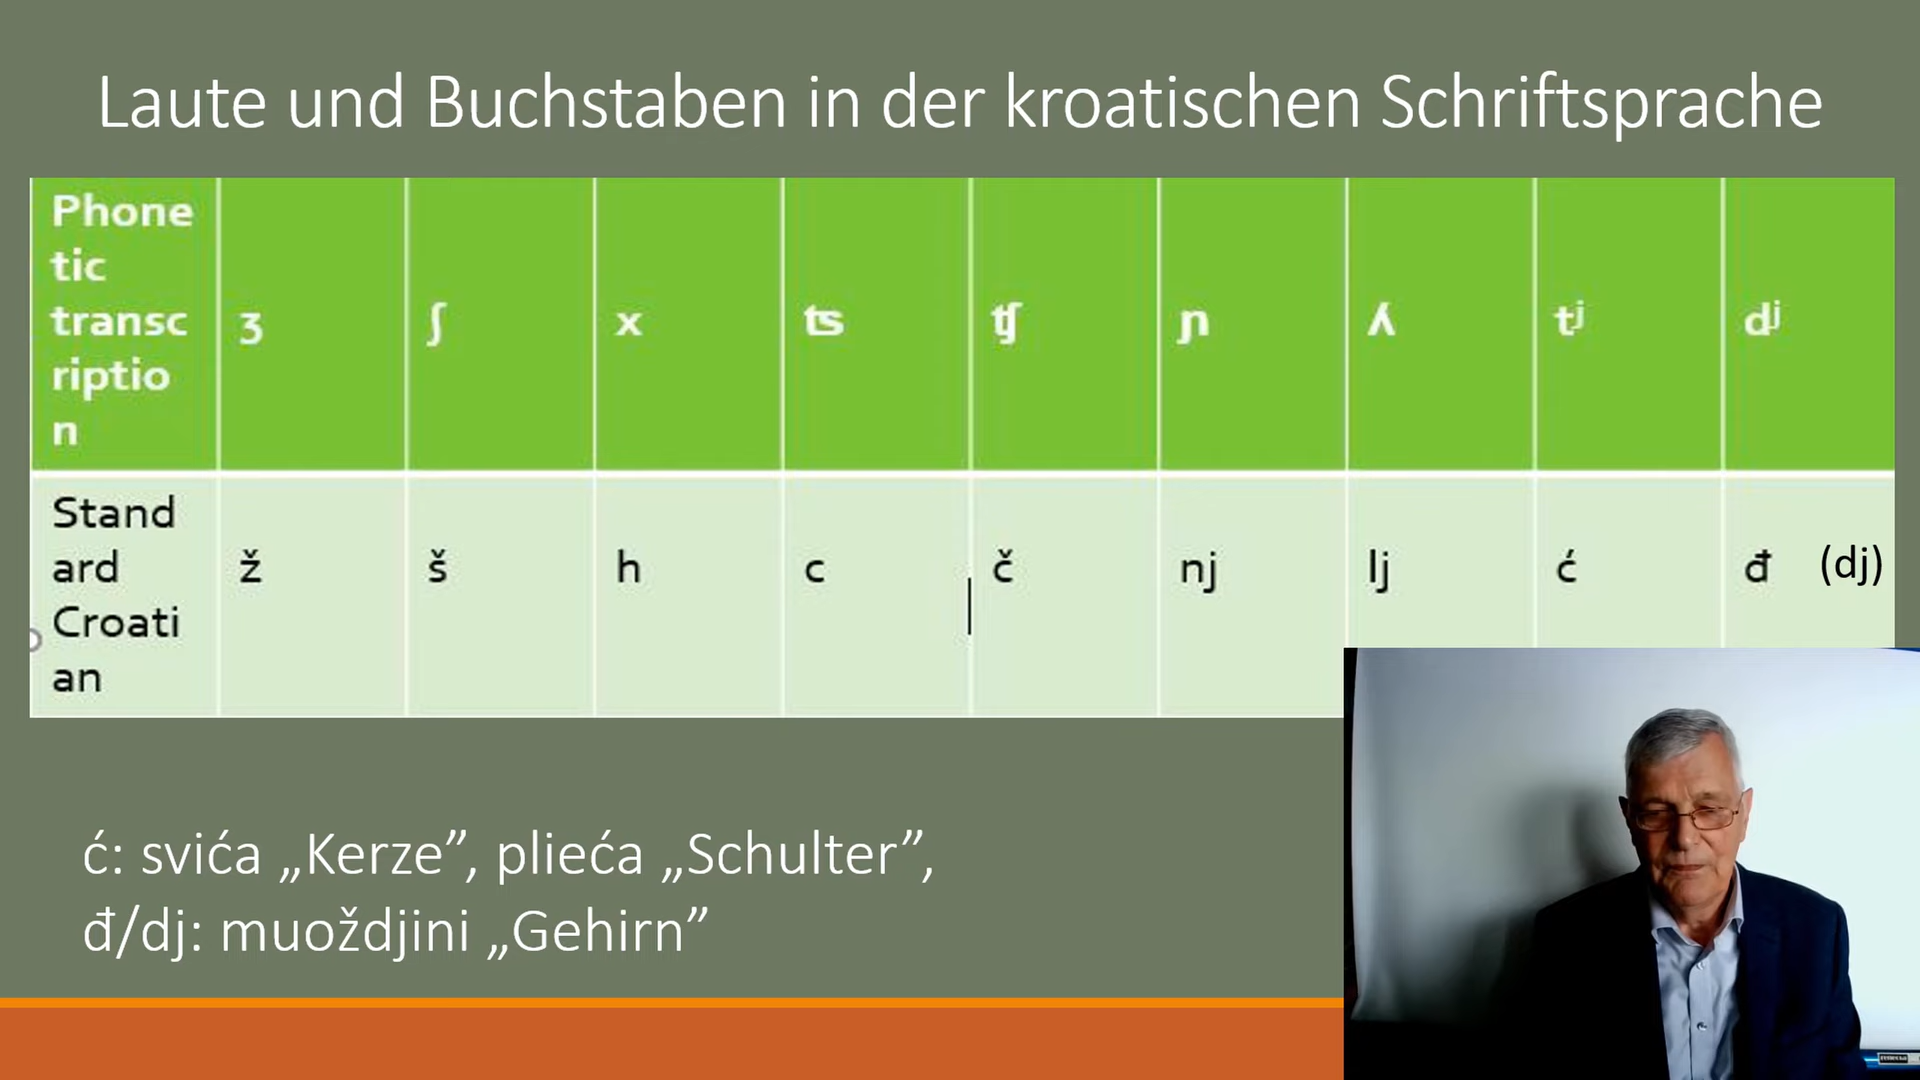 Laute und Buchstaben in der kroatischen Schriftsprache
Phone
tic
transc
riptio
n
ʒ
ʃ
x
ʦ
ʧ
ɲ
ʎ
tʲ
dʲ
Stand
ard
Croati
an
ž
š
h
c
č
nj
lj
ć
đ (dj)
ć: svića „Kerze”, plieća „Schulter”,
đ/dj: muoždjini „Gehirn”